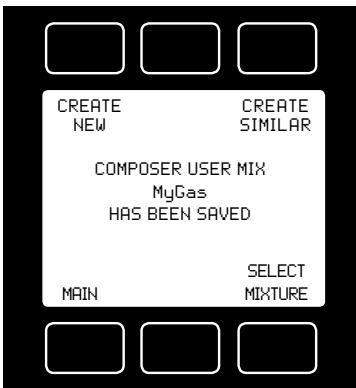 CREATE CREATE
NEW SIMILAR
COMPOSER USER MIX
MyGas
HAS BEEN SAVED
SELECT
MAIN MIXTURE